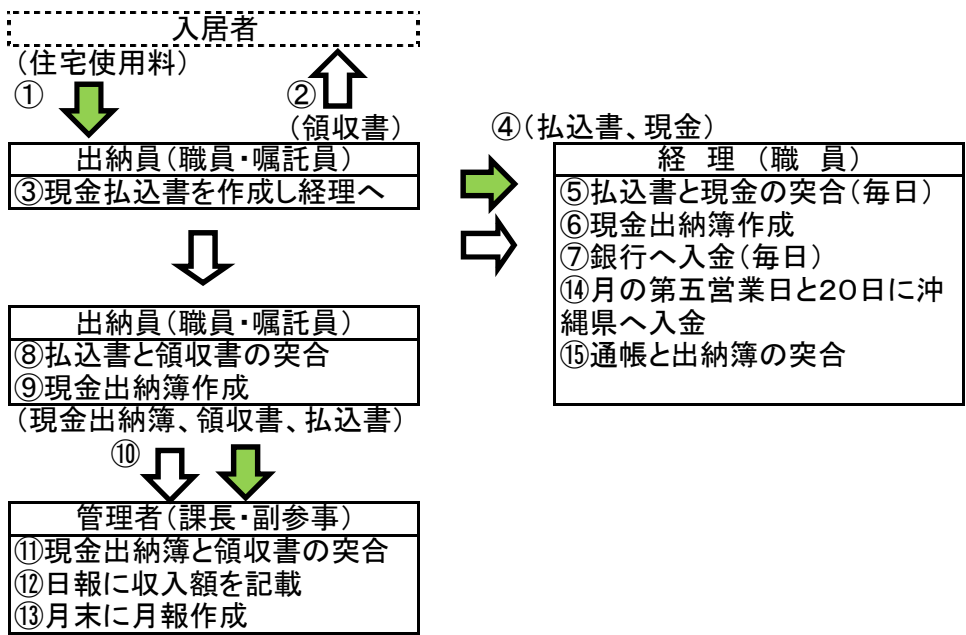 入居者
(住宅使用料)
① ②
(領収書)
出納員(職員・嘱託員)
③現金払込書を作成し経理へ
④(払込書、現金)
経 理 (職 員)
⑤払込書と現金の突合(毎日)
⑥現金出納簿作成
⑦銀行へ入金(毎日)
⑭月の第五営業日と20日に沖
縄県へ入金
⑮通帳と出納簿の突合
出納員(職員・嘱託員)
⑧払込書と領収書の突合
⑨現金出納簿作成
(現金出納簿、領収書、払込書)
⑩
管理者(課長・副参事)
⑪現金出納簿と領収書の突合
⑫日報に収入額を記載
⑬月末に月報作成